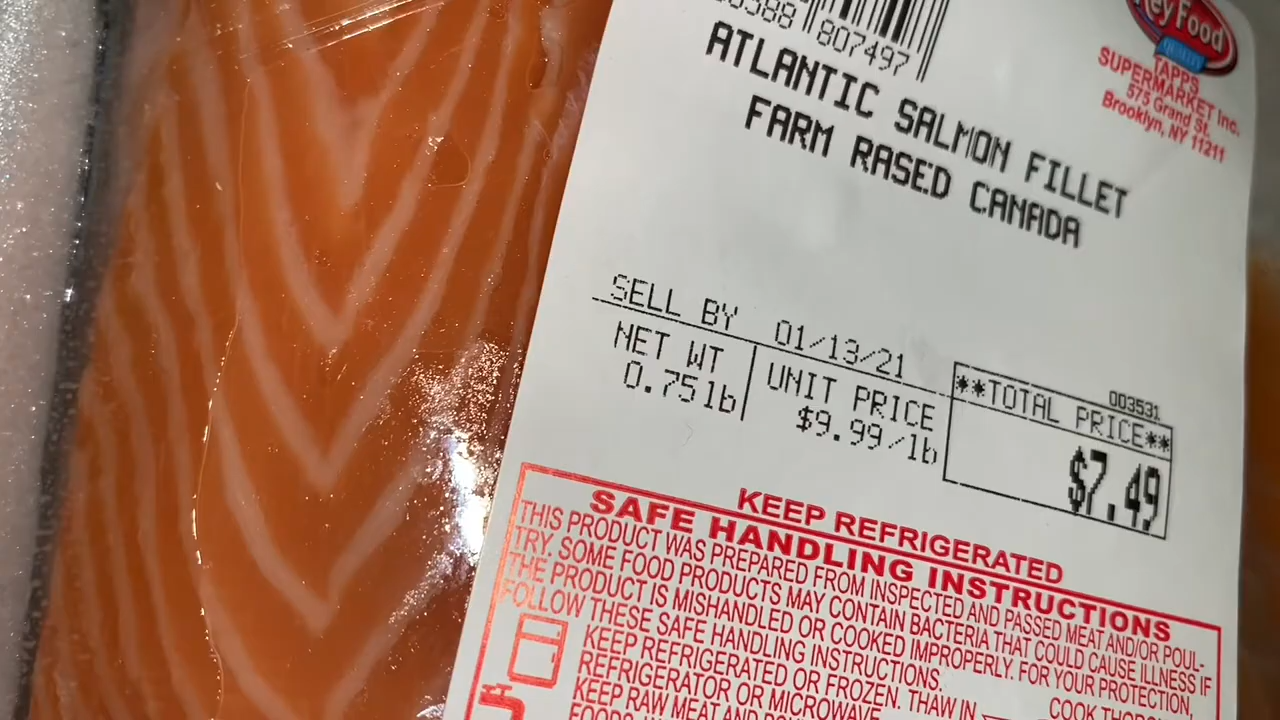 807497
Key Food
TAPPS
SUPERMARKET Inc.
575 Grand St.
Brooklyn, NY 11211
ATLANTIC SALMON FILLET
FARM RASED CANADA
SELL BY 01/13/21
NET WT
0.75lb
UNIT PRICE
$9.99/lb
003531
**TOTAL PRICE**
$7.49
KEEP REFRIGERATED
SAFE HANDLING INSTRUCTIONS
THIS PRODUCT WAS PREPARED FROM INSPECTED AND PASSED MEAT AND/OR POUL-
TRY. SOME FOOD PRODUCTS MAY CONTAIN BACTERIA THAT COULD CAUSE ILLNESS IF
THE PRODUCT IS MISHANDLED OR COOKED IMPROPERLY. FOR YOUR PROTECTION,
FOLLOW THESE SAFE HANDLING INSTRUCTIONS.
KEEP REFRIGERATED OR FROZEN. THAW IN
REFRIGERATOR OR MICROWAVE.
KEEP RAW MEAT AND
COOK